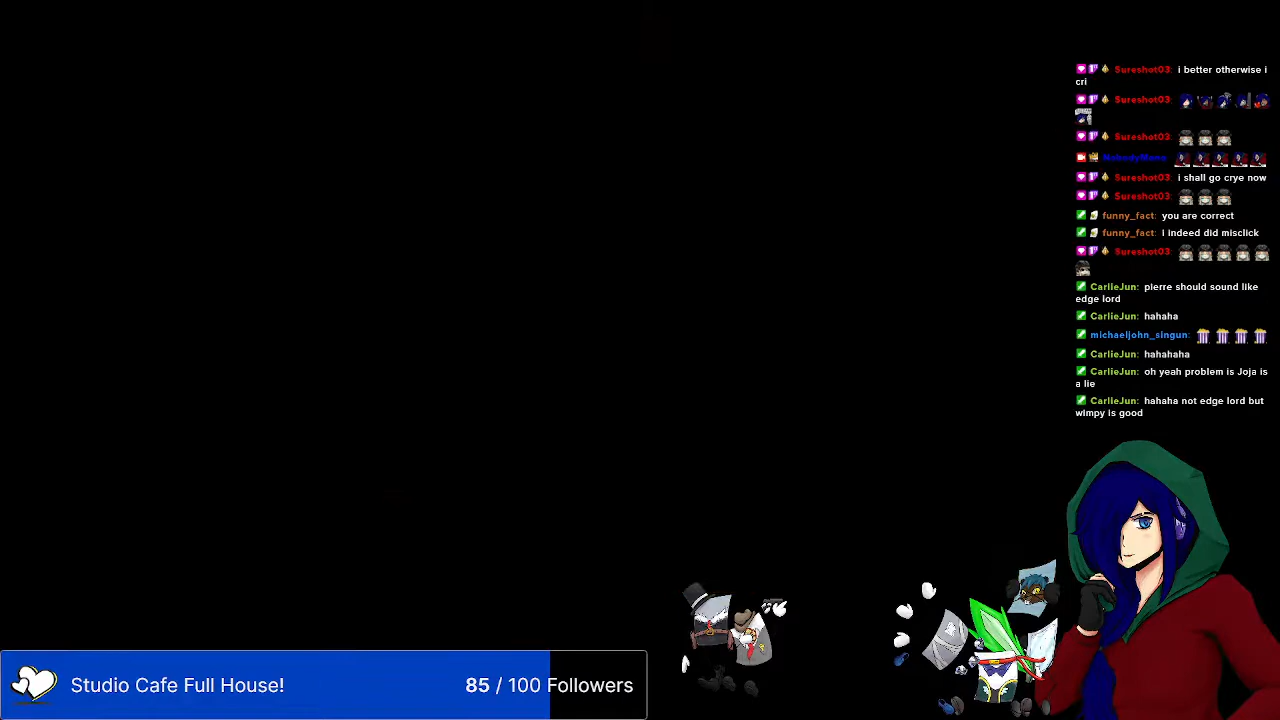 Sureshot03: i better otherwise i
cri
Sureshot03:
Sureshot03:
NobodyMoon:
Sureshot03: i shall go crye now
Sureshot03:
funny_fact: you are correct
funny_fact: i indeed did misclick
Sureshot03:
CarlieJun: pierre should sound like
edge lord
CarlieJun: hahaha
michaeljohn_singun:
CarlieJun: hahahaha
CarlieJun: oh yeah problem is Joja is
a lie
CarlieJun: hahaha not edge lord but
wimpy is good
Studio Cafe Full House! 85 / 100 Followers